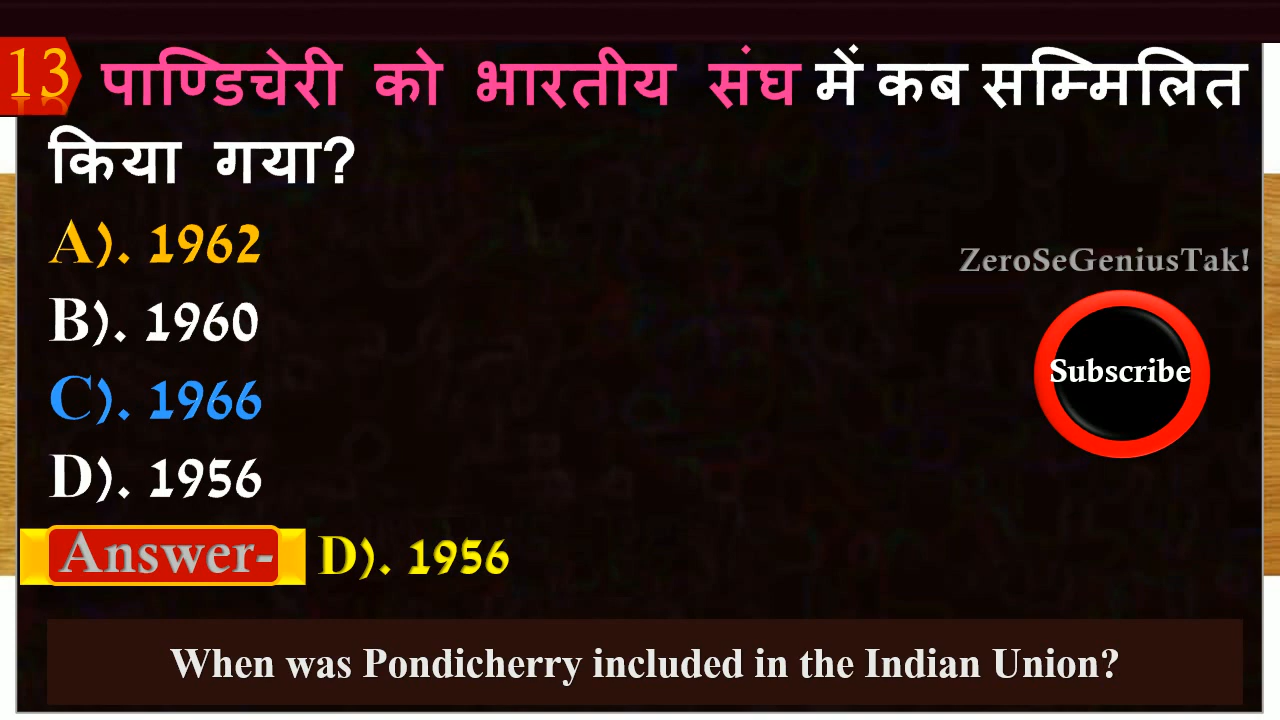 13 पाण्डिचेरी को भारतीय संघ में कब सम्मिलित
किया गया?
A). 1962
ZeroSeGeniusTak!
B). 1960
Subscribe
C). 1966
D). 1956
Answer- D). 1956
When was Pondicherry included in the Indian Union?